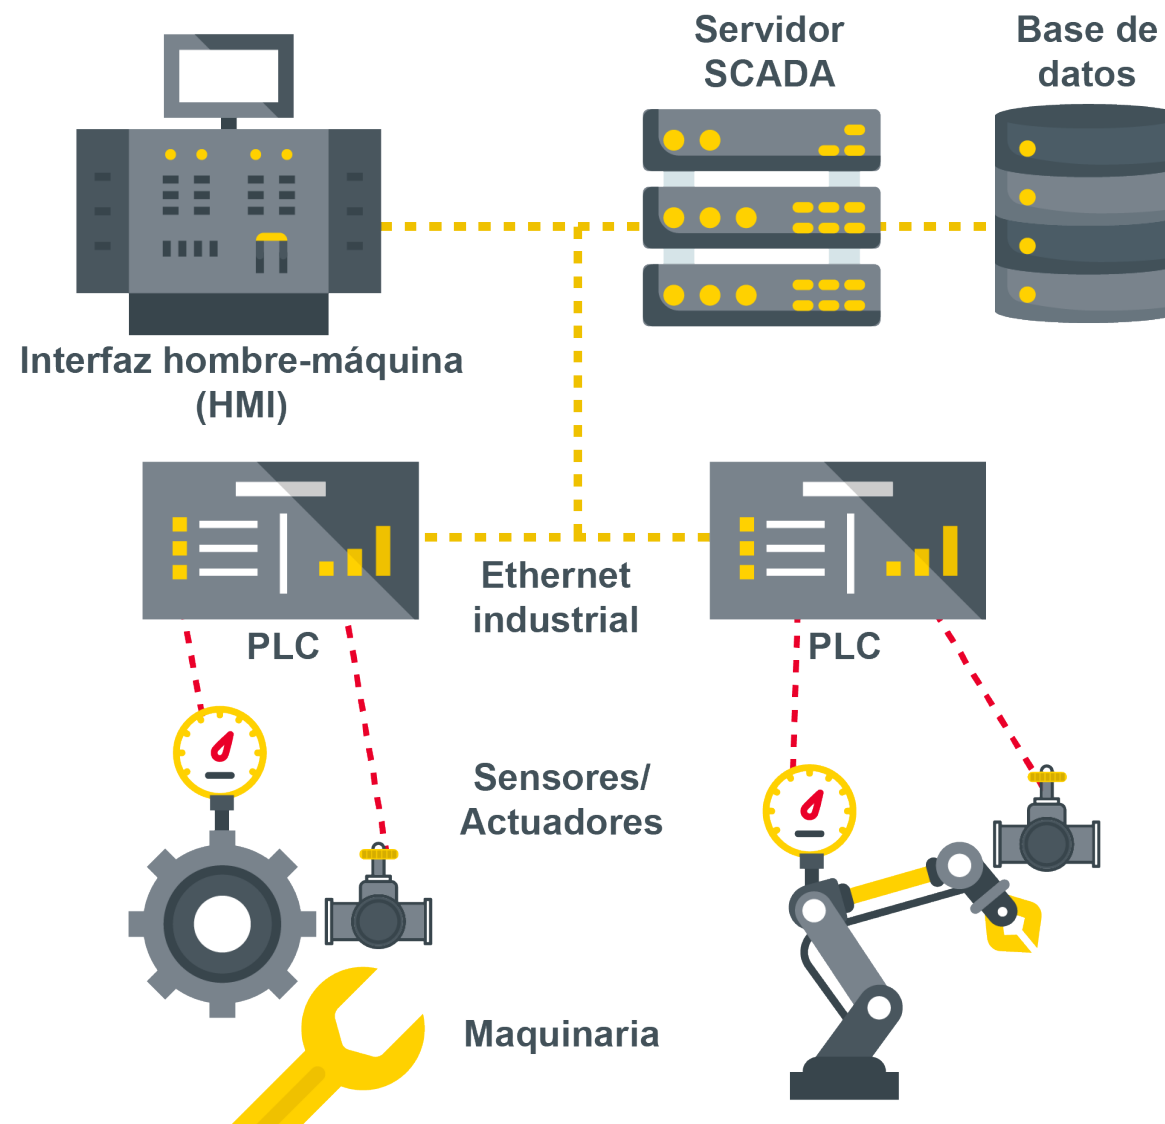 Servidor
SCADA
Base de
datos
Interfaz hombre-máquina
(HMI)
Ethernet
industrial
PLC
PLC
Sensores/
Actuadores
Maquinaria